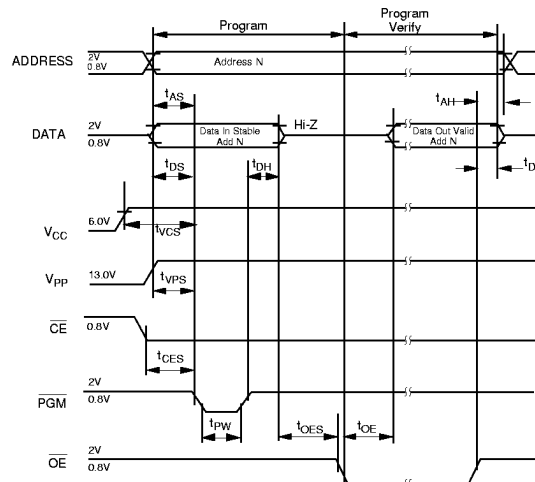 Program
Program
Verify
ADDRESS
2V
0.8V
Address N
tAS
tAH
DATA
2V
0.8V
Data In Stable
Add N
Hi-Z
Data Out Valid
Add N
tDS
tDH
tD
VCC
6.0V
tVCS
VPP
13.0V
tVPS
CE
0.8V
tCES
PGM
2V
0.8V
tPW
tOES
tOE
OE
2V
0.8V